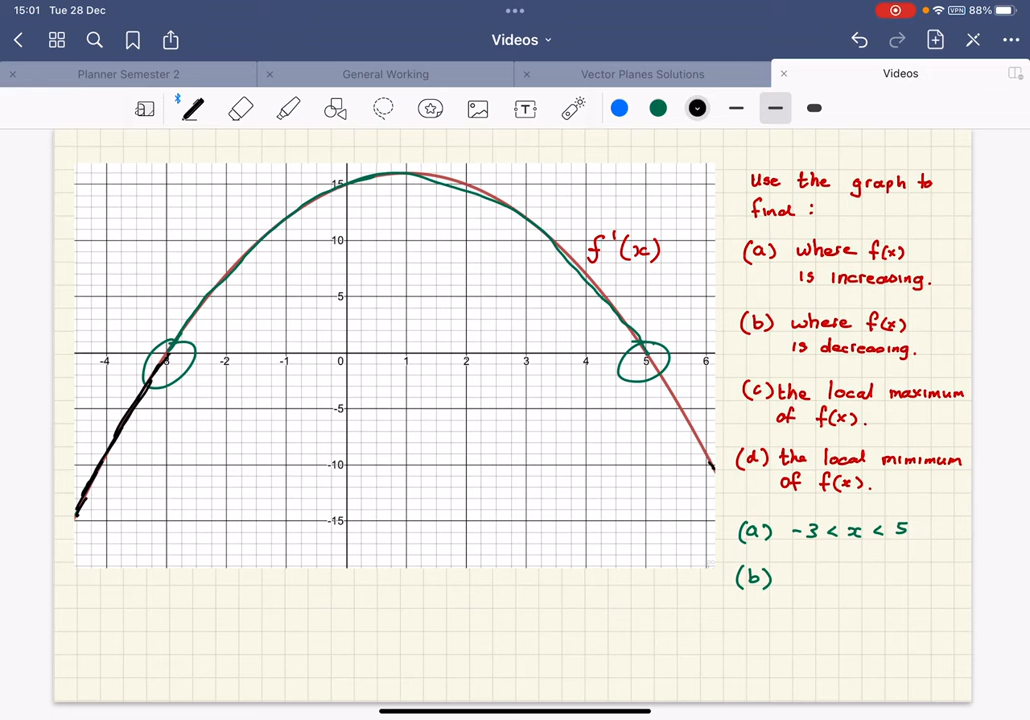 15:01 Tue 28 Dec
VPN 88%
Videos
Planner Semester 2
General Working
Vector Planes Solutions
Videos
T
Use the graph to
find :
(a) where f(x)
is increasing.
(b) where f(x)
is decreasing.
(c) the local maximum
of f(x).
(d) the local mimimum
of f(x).
(a) -3 < x < 5
(b)
f'(x)
15
10
5
-4 -3 -2 -1 0 1 2 3 4 5 6
-5
-10
-15